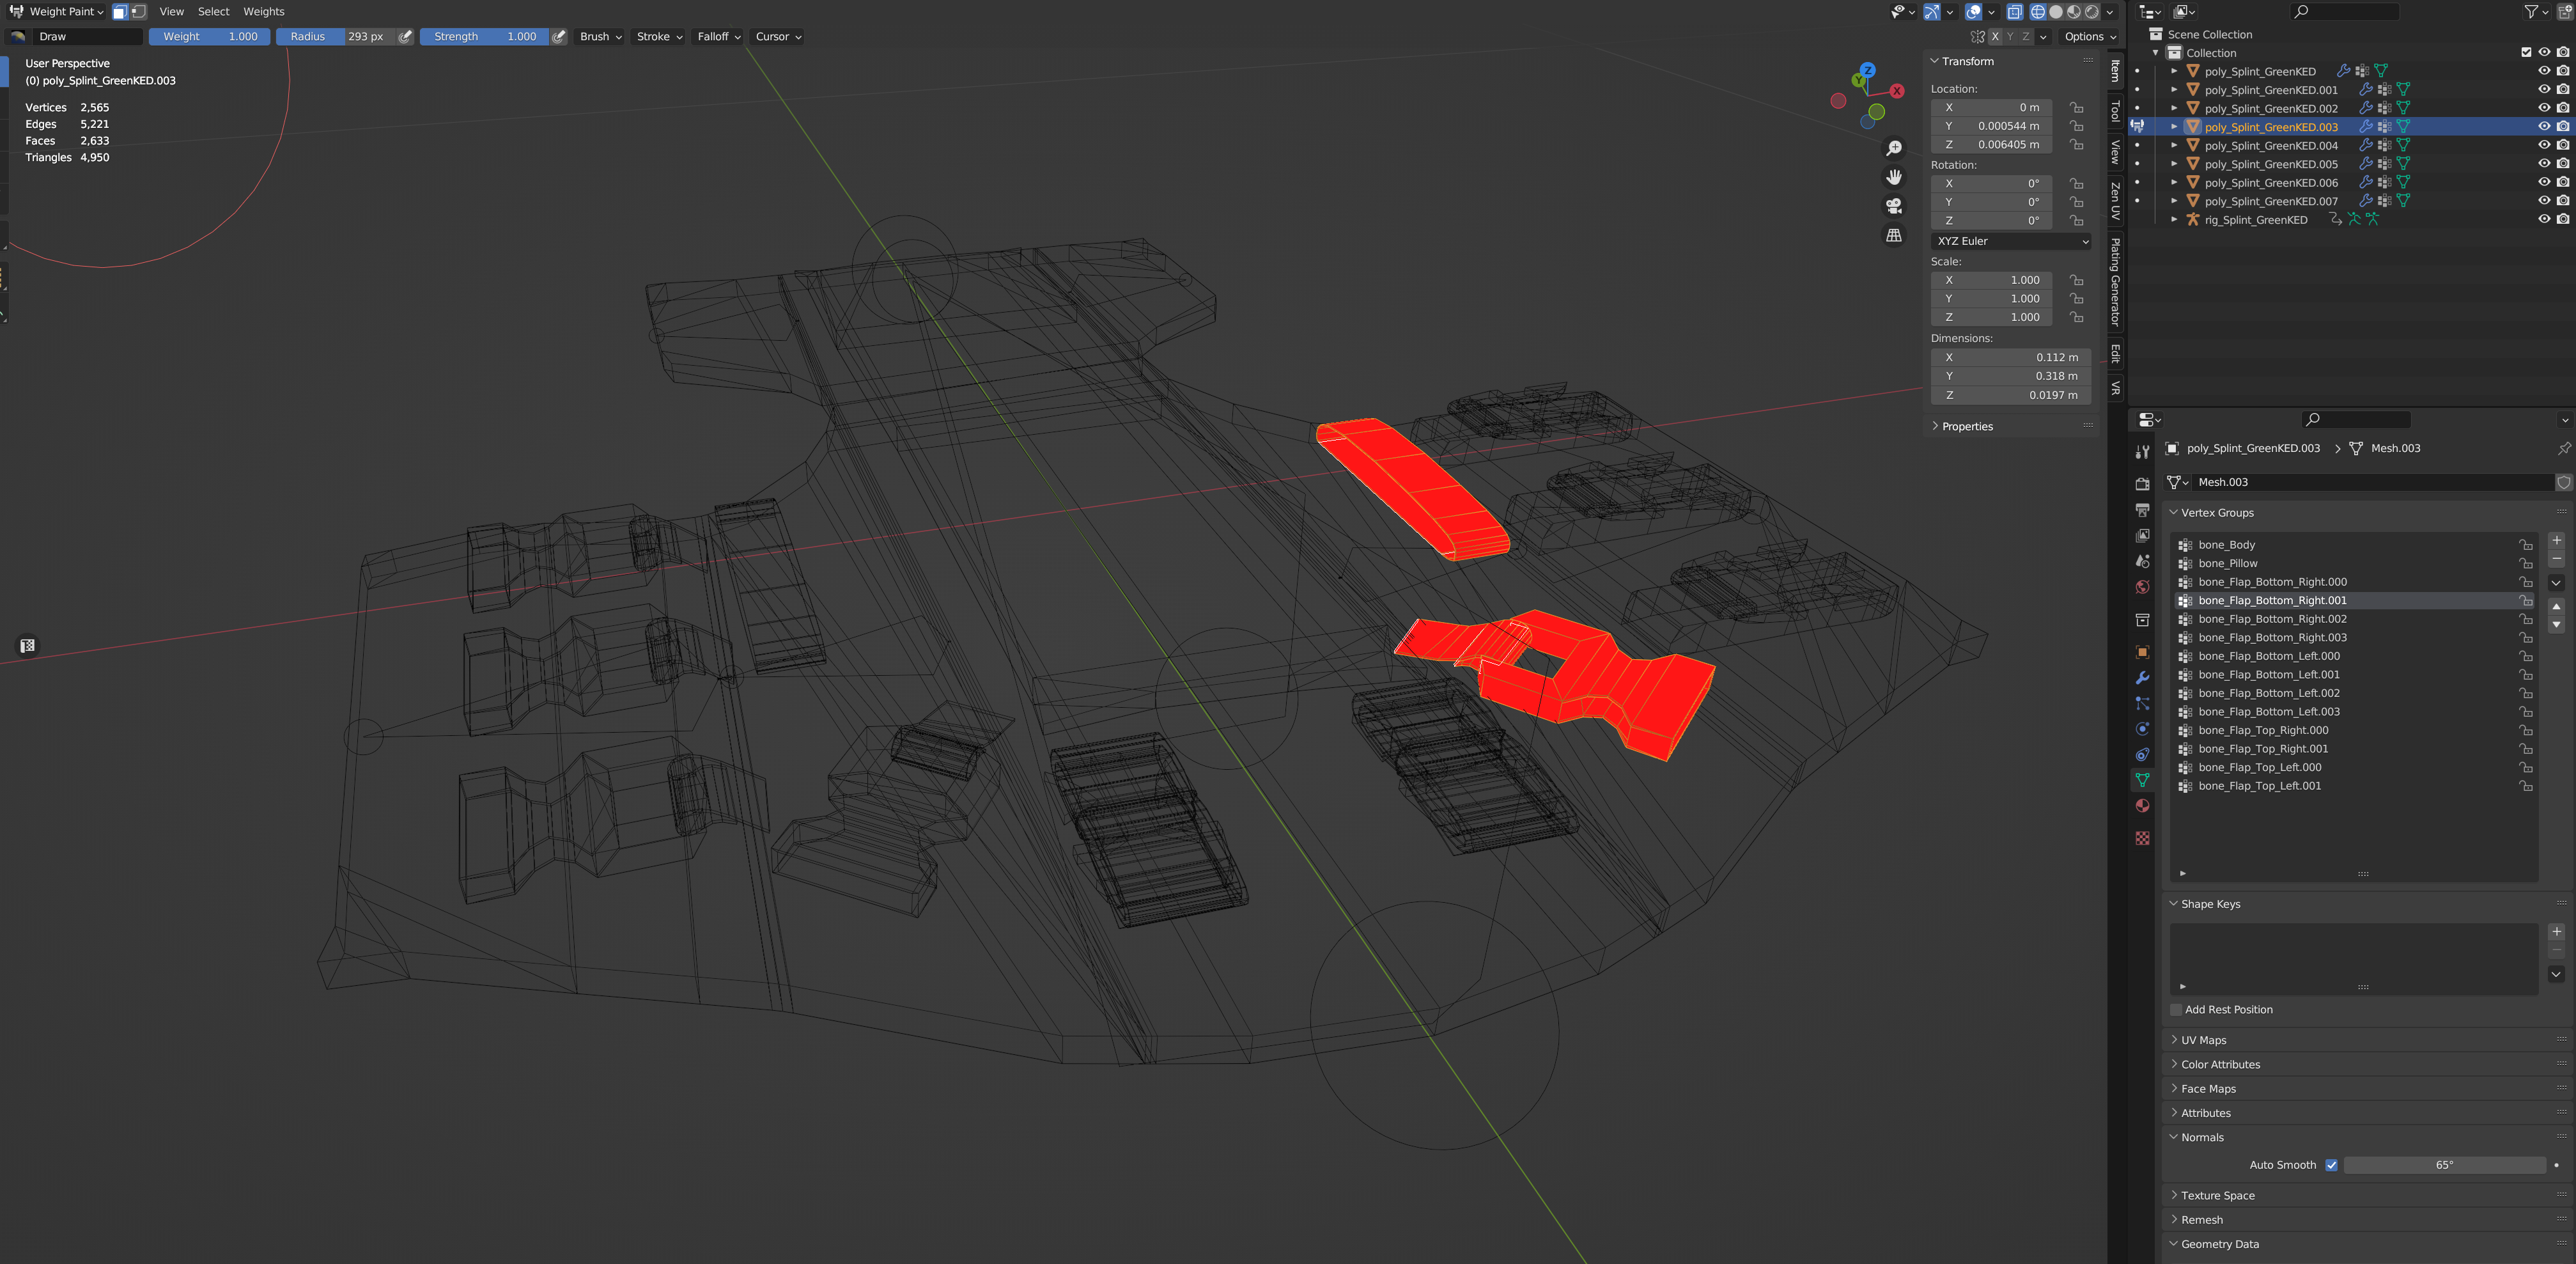 Weight Paint
View
Select
Weights
Draw
Weight 1.000
Radius 293 px
Strength 1.000
Brush
Stroke
Falloff
Cursor
X Y Z
Options
User Perspective
(0) poly_Splint_GreenKED.003
Vertices 2,565
Edges 5,221
Faces 2,633
Triangles 4,950
Z
Y
X
Transform
Location:
X 0 m
Y 0.000544 m
Z 0.006405 m
Rotation:
X 0°
Y 0°
Z 0°
XYZ Euler
Scale:
X 1.000
Y 1.000
Z 1.000
Dimensions:
X 0.112 m
Y 0.318 m
Z 0.0197 m
Properties
Item
Tool
View
Zen UV
Plating Generator
Edit
VR
Scene Collection
Collection
poly_Splint_GreenKED
poly_Splint_GreenKED.001
poly_Splint_GreenKED.002
poly_Splint_GreenKED.003
poly_Splint_GreenKED.004
poly_Splint_GreenKED.005
poly_Splint_GreenKED.006
poly_Splint_GreenKED.007
rig_Splint_GreenKED
poly_Splint_GreenKED.003 > Mesh.003
Mesh.003
Vertex Groups
bone_Body
bone_Pillow
bone_Flap_Bottom_Right.000
bone_Flap_Bottom_Right.001
bone_Flap_Bottom_Right.002
bone_Flap_Bottom_Right.003
bone_Flap_Bottom_Left.000
bone_Flap_Bottom_Left.001
bone_Flap_Bottom_Left.002
bone_Flap_Bottom_Left.003
bone_Flap_Top_Right.000
bone_Flap_Top_Right.001
bone_Flap_Top_Left.000
bone_Flap_Top_Left.001
Shape Keys
Add Rest Position
UV Maps
Color Attributes
Face Maps
Attributes
Normals
Auto Smooth 65°
Texture Space
Remesh
Geometry Data